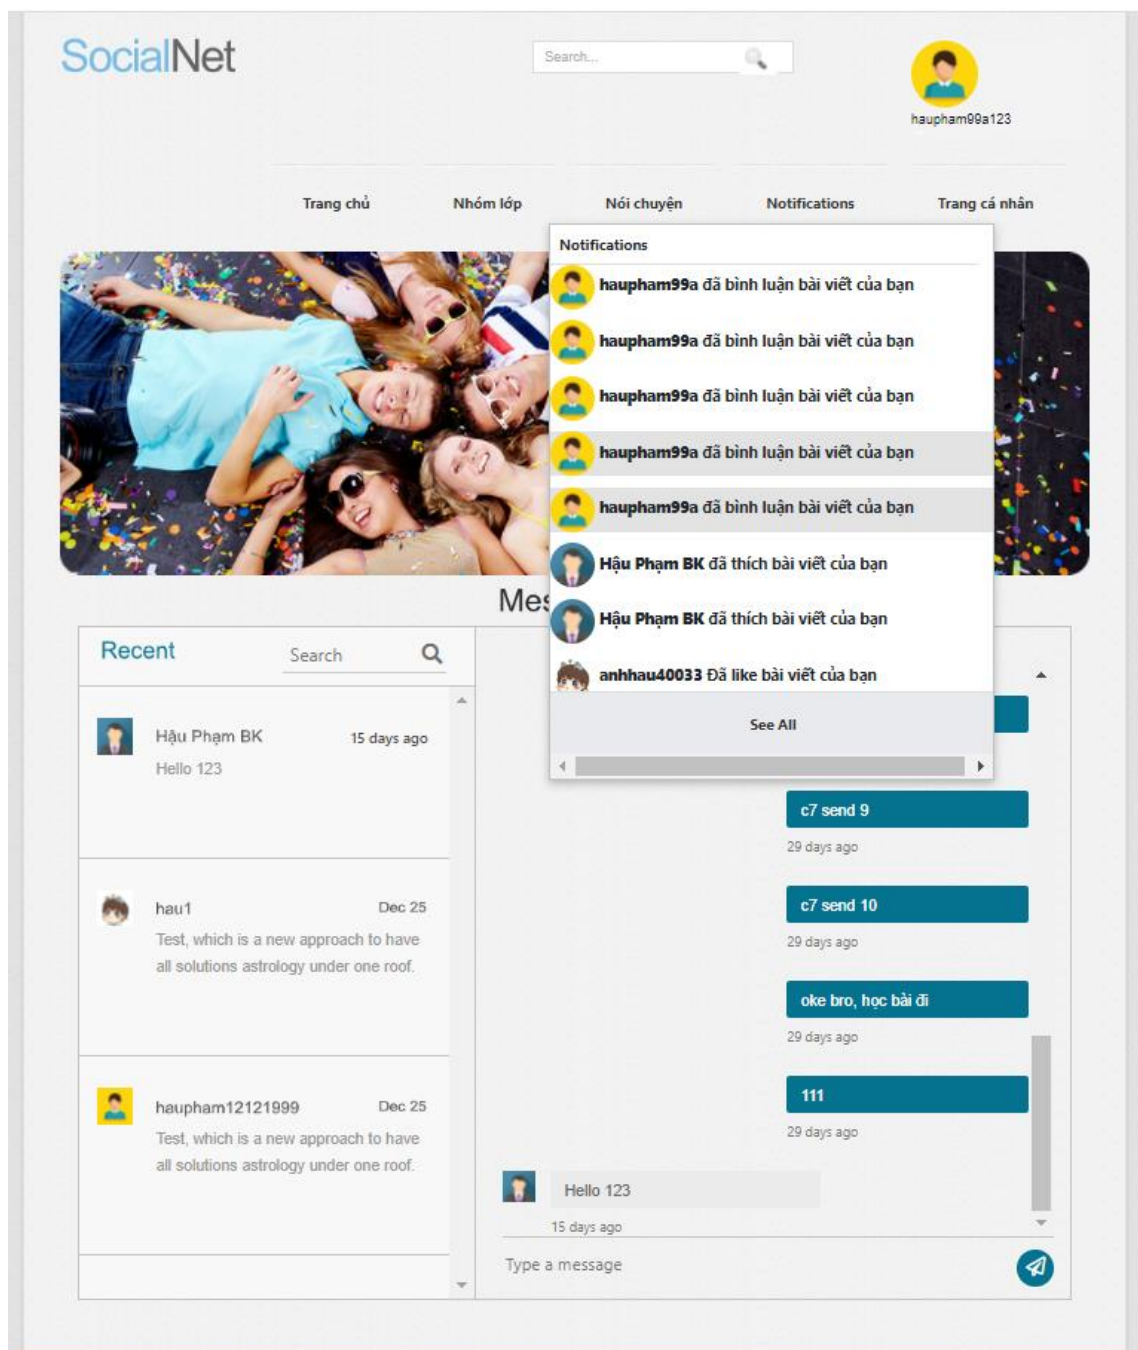 SocialNet
Search...
haupham99a123
Trang chủ
Nhóm lớp
Nói chuyện
Notifications
Trang cá nhân
Notifications
haupham99a đã bình luận bài viết của bạn
haupham99a đã bình luận bài viết của bạn
haupham99a đã bình luận bài viết của bạn
haupham99a đã bình luận bài viết của bạn
haupham99a đã bình luận bài viết của bạn
Hậu Phạm BK đã thích bài viết của bạn
Hậu Phạm BK đã thích bài viết của bạn
anhhau40033 Đã like bài viết của bạn
See All
Mes
Recent
Search
Hậu Phạm BK
15 days ago
Hello 123
hau1
Dec 25
Test, which is a new approach to have
all solutions astrology under one roof.
haupham12121999
Dec 25
Test, which is a new approach to have
all solutions astrology under one roof.
c7 send 9
29 days ago
c7 send 10
29 days ago
oke bro, học bài đi
29 days ago
111
29 days ago
Hello 123
15 days ago
Type a message